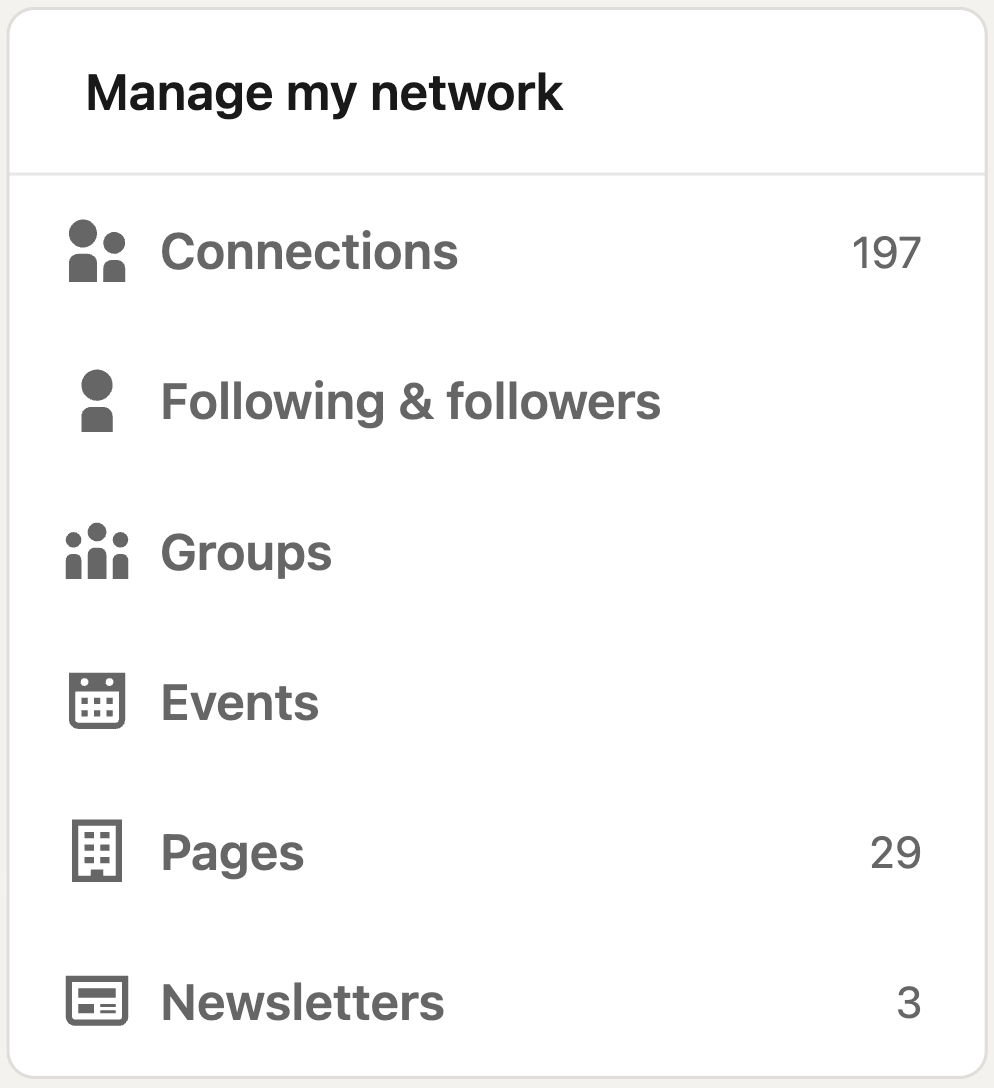 Manage my network
Connections 197
Following & followers
Groups
Events
Pages 29
Newsletters 3